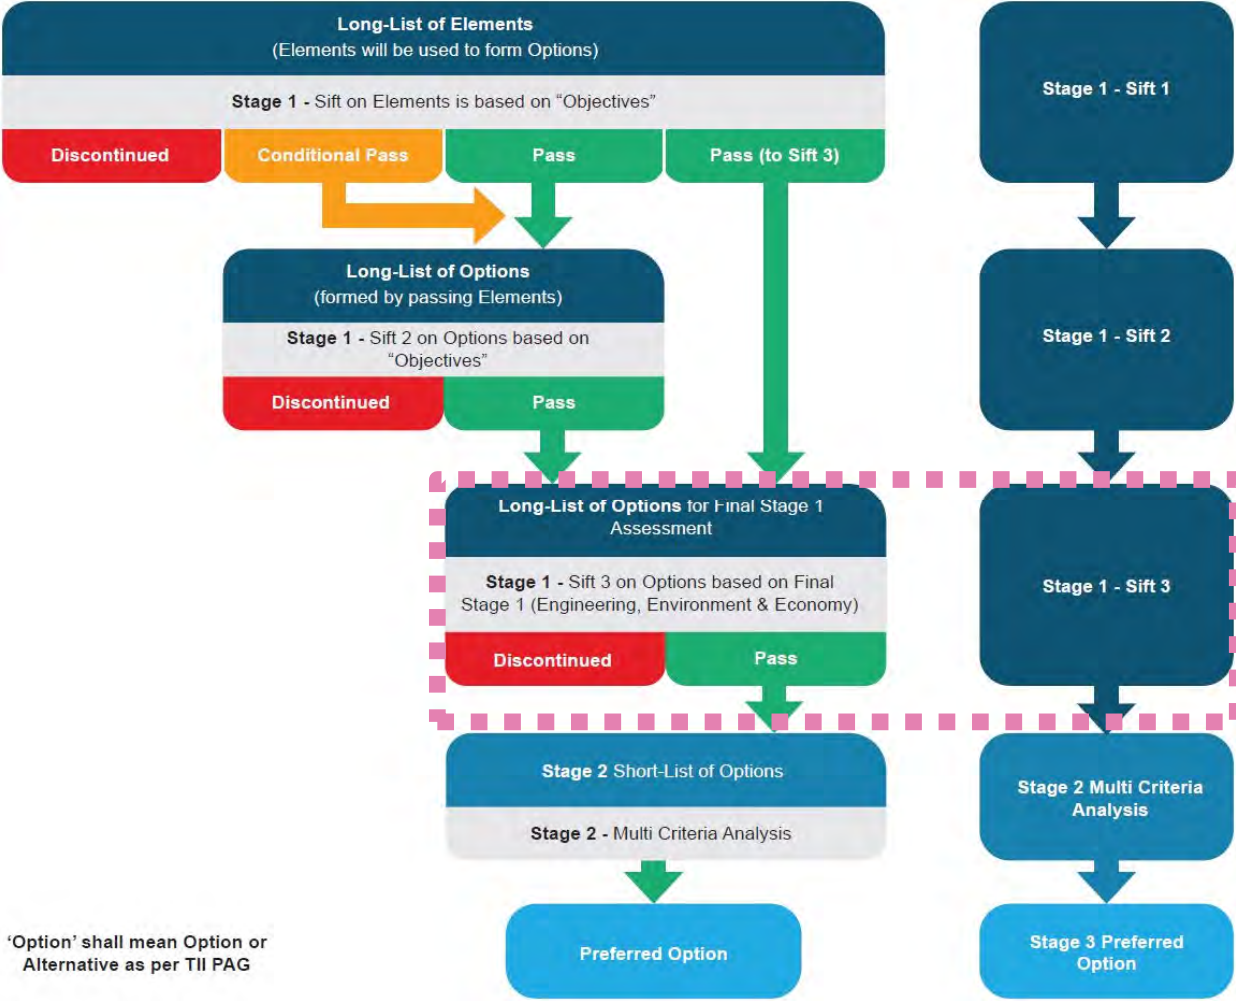 Long-List of Elements
(Elements will be used to form Options)
Stage 1 - Sift on Elements is based on “Objectives”
Discontinued
Conditional Pass
Pass
Pass (to Sift 3)
Stage 1 - Sift 1
Long-List of Options
(formed by passing Elements)
Stage 1 - Sift 2 on Options based on
“Objectives”
Discontinued
Pass
Stage 1 - Sift 2
Long-List of Options for Final Stage 1
Assessment
Stage 1 - Sift 3 on Options based on Final
Stage 1 (Engineering, Environment & Economy)
Discontinued
Pass
Stage 1 - Sift 3
Stage 2 Short-List of Options
Stage 2 - Multi Criteria Analysis
Stage 2 Multi Criteria
Analysis
Preferred Option
Stage 3 Preferred
Option
‘Option’ shall mean Option or
Alternative as per TII PAG